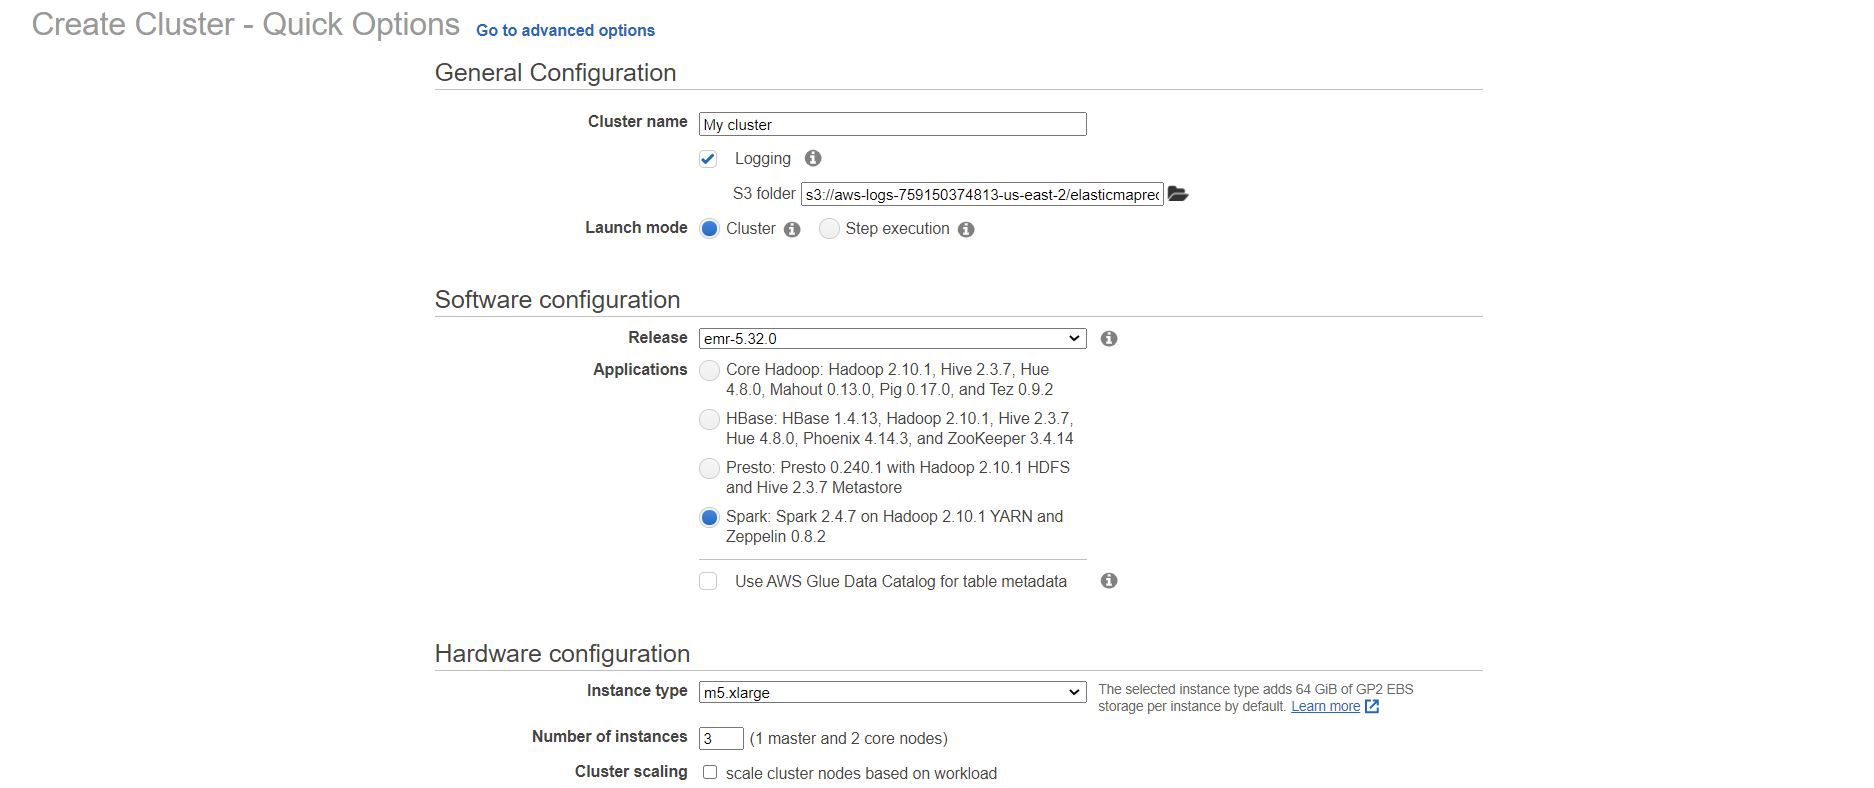 Create Cluster - Quick Options Go to advanced options
General Configuration
Cluster name My cluster
Logging
S3 folder s3://aws-logs-759150374813-us-east-2/elasticmaprec
Launch mode Cluster Step execution
Software configuration
Release emr-5.32.0
Applications Core Hadoop: Hadoop 2.10.1, Hive 2.3.7, Hue
4.8.0, Mahout 0.13.0, Pig 0.17.0, and Tez 0.9.2
HBase: HBase 1.4.13, Hadoop 2.10.1, Hive 2.3.7,
Hue 4.8.0, Phoenix 4.14.3, and ZooKeeper 3.4.14
Presto: Presto 0.240.1 with Hadoop 2.10.1 HDFS
and Hive 2.3.7 Metastore
Spark: Spark 2.4.7 on Hadoop 2.10.1 YARN and
Zeppelin 0.8.2
Use AWS Glue Data Catalog for table metadata
Hardware configuration
Instance type m5.xlarge The selected instance type adds 64 GiB of GP2 EBS
storage per instance by default. Learn more
Number of instances 3 (1 master and 2 core nodes)
Cluster scaling scale cluster nodes based on workload